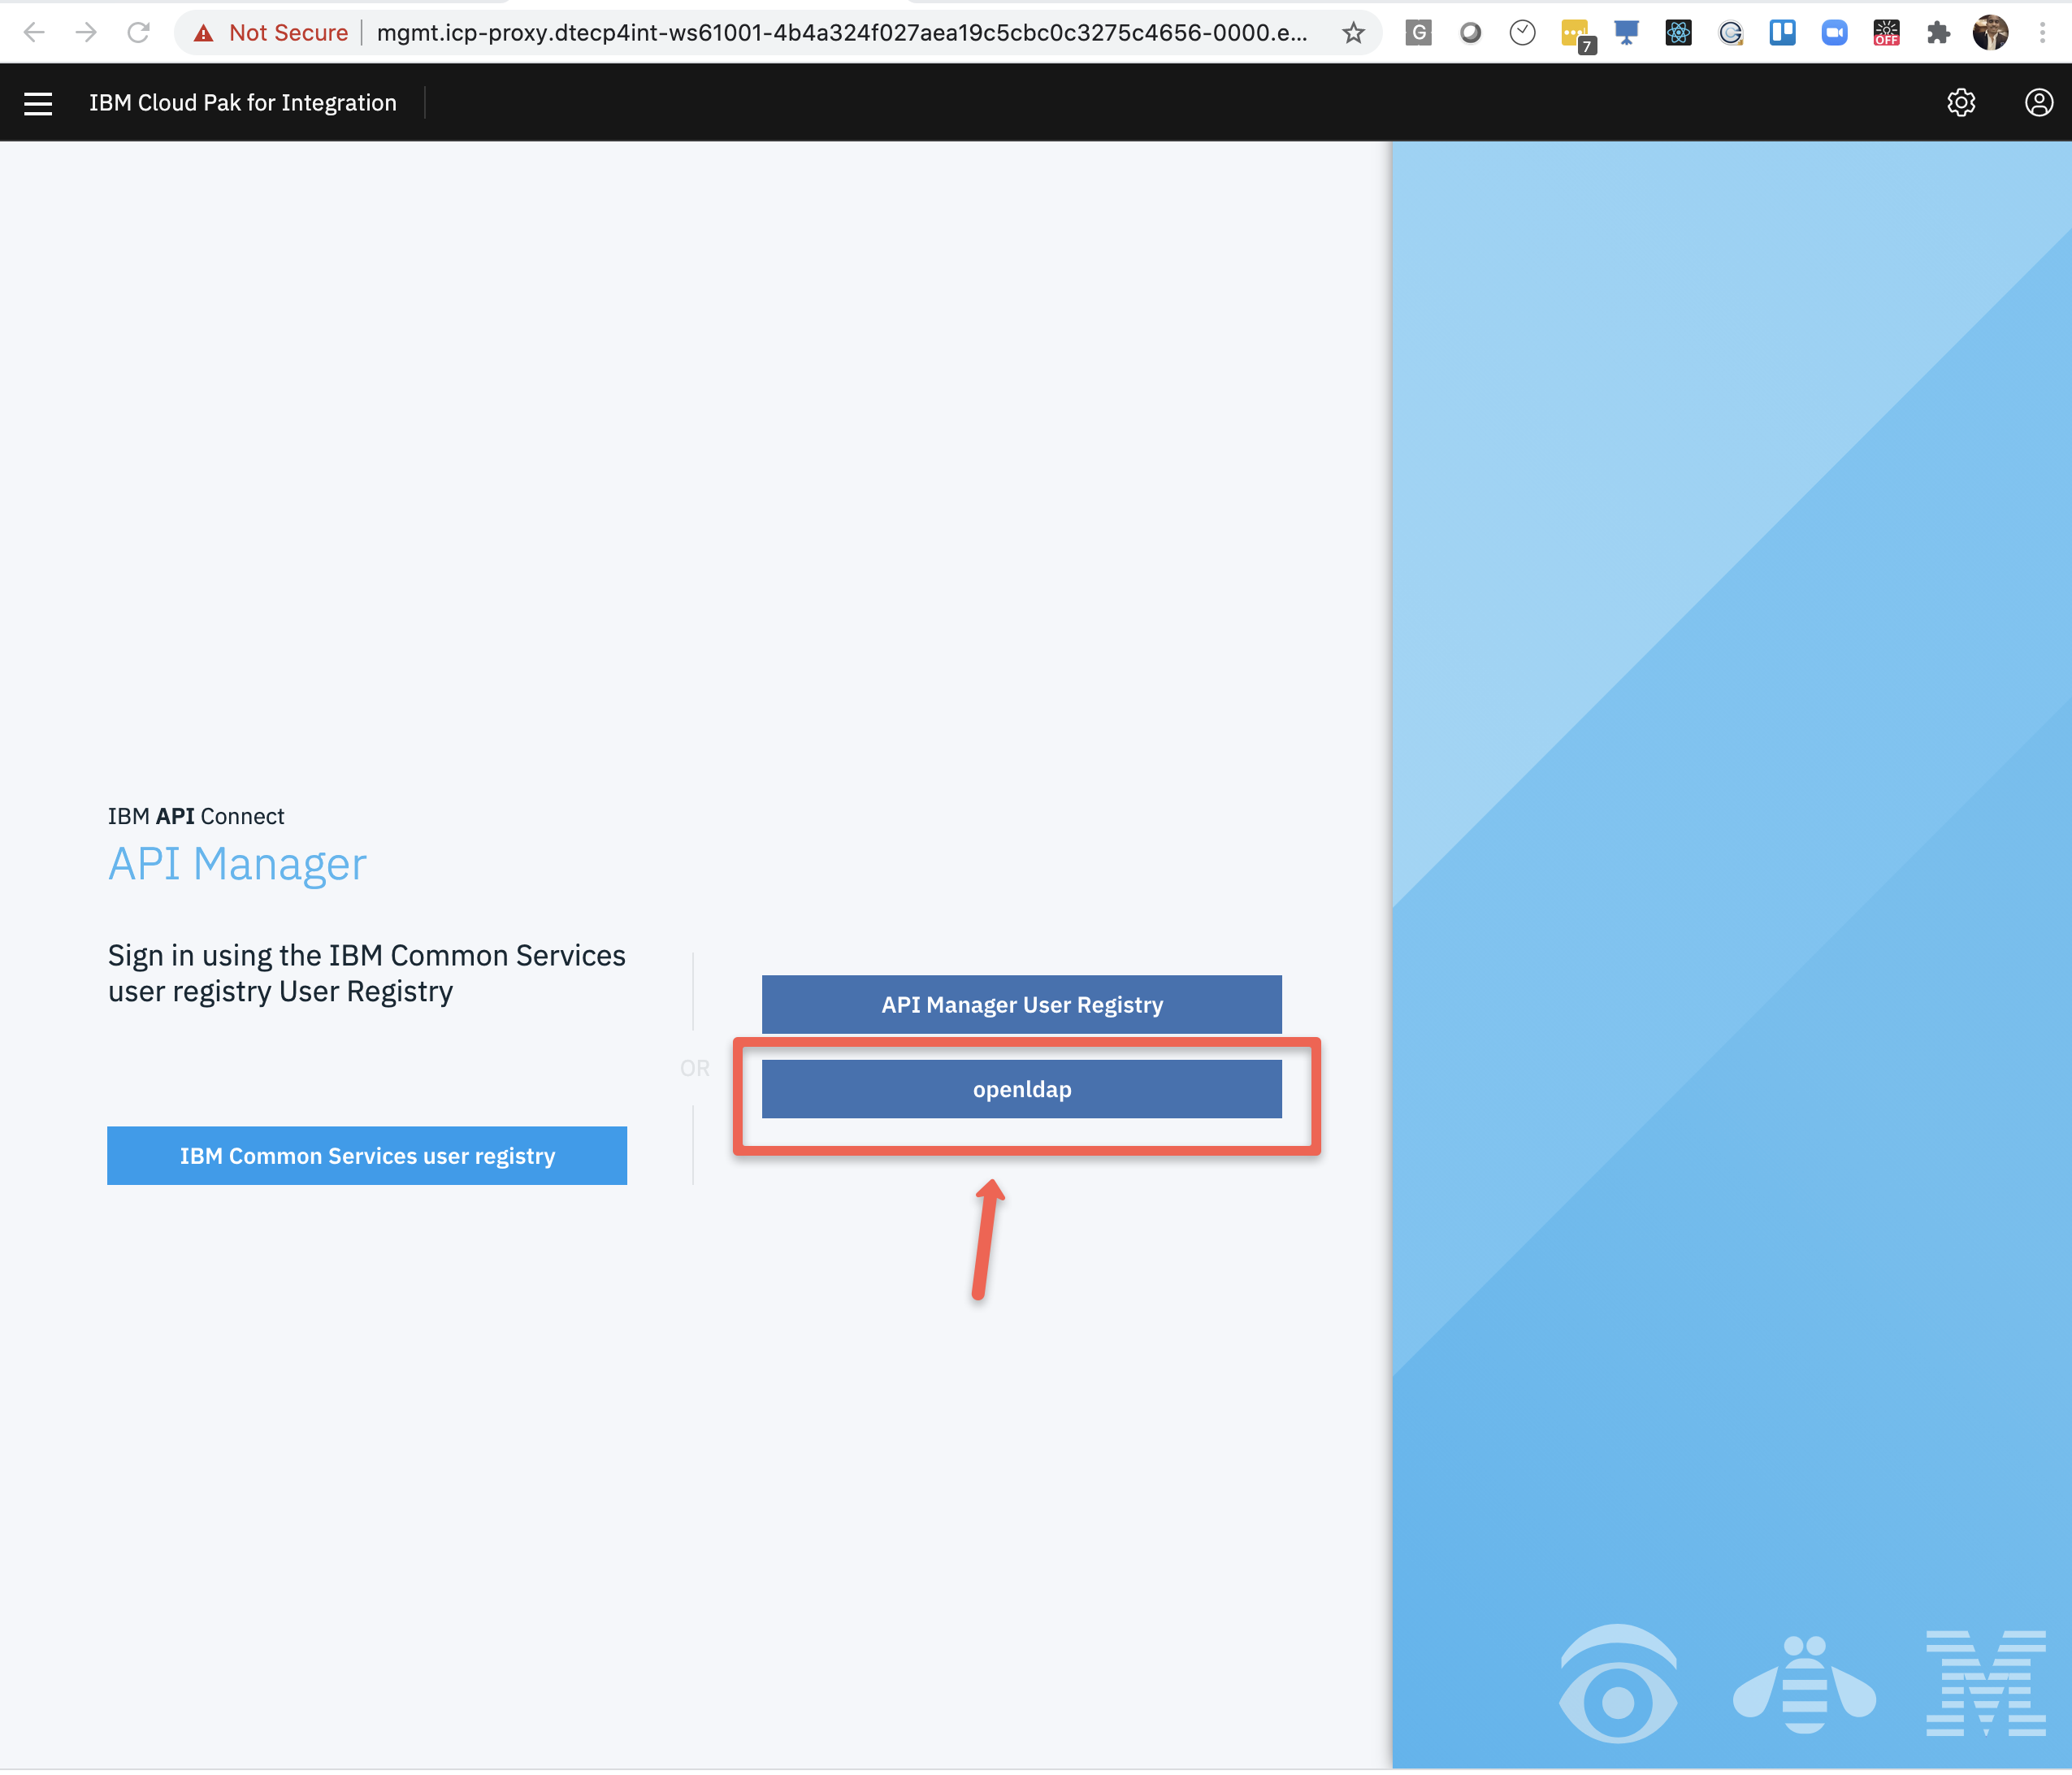 Not Secure
mgmt.icp-proxy.dtecp4int-ws61001-4b4a324f027aea19c5cbc0c3275c4656-0000.e...
G
7
OFF
IBM Cloud Pak for Integration
IBM API Connect
API Manager
Sign in using the IBM Common Services
user registry User Registry
IBM Common Services user registry
OR
API Manager User Registry
openldap
M